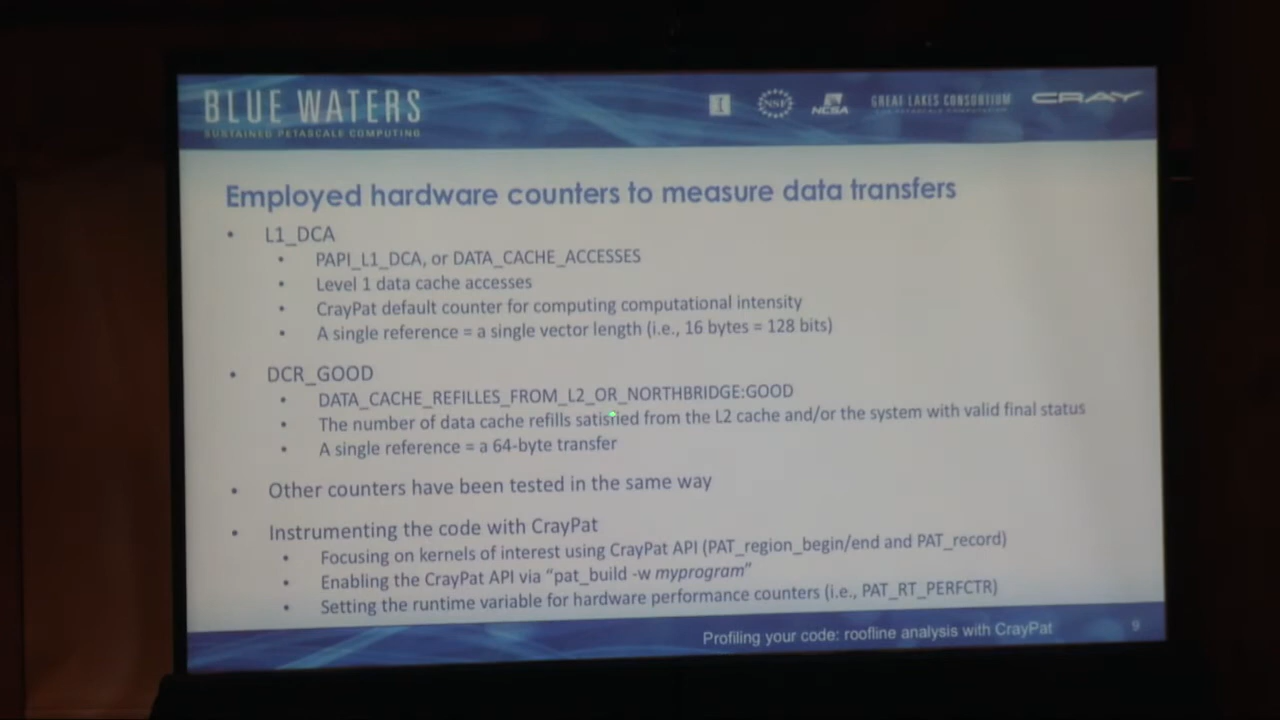 BLUE WATERS
SUSTAINED PETASCALE COMPUTING
I
NSF
NCSA
GREAT LAKES CONSORTIUM
CRAY
Employed hardware counters to measure data transfers
• L1_DCA
• PAPI_L1_DCA, or DATA_CACHE_ACCESSES
• Level 1 data cache accesses
• CrayPat default counter for computing computational intensity
• A single reference = a single vector length (i.e., 16 bytes = 128 bits)
• DCR_GOOD
• DATA_CACHE_REFILLES_FROM_L2_OR_NORTHBRIDGE:GOOD
• The number of data cache refills satisfied from the L2 cache and/or the system with valid final status
• A single reference = a 64-byte transfer
• Other counters have been tested in the same way
• Instrumenting the code with CrayPat
• Focusing on kernels of interest using CrayPat API (PAT_region_begin/end and PAT_record)
• Enabling the CrayPat API via “pat_build -w myprogram”
• Setting the runtime variable for hardware performance counters (i.e., PAT_RT_PERFCTR)
Profiling your code: roofline analysis with CrayPat
9